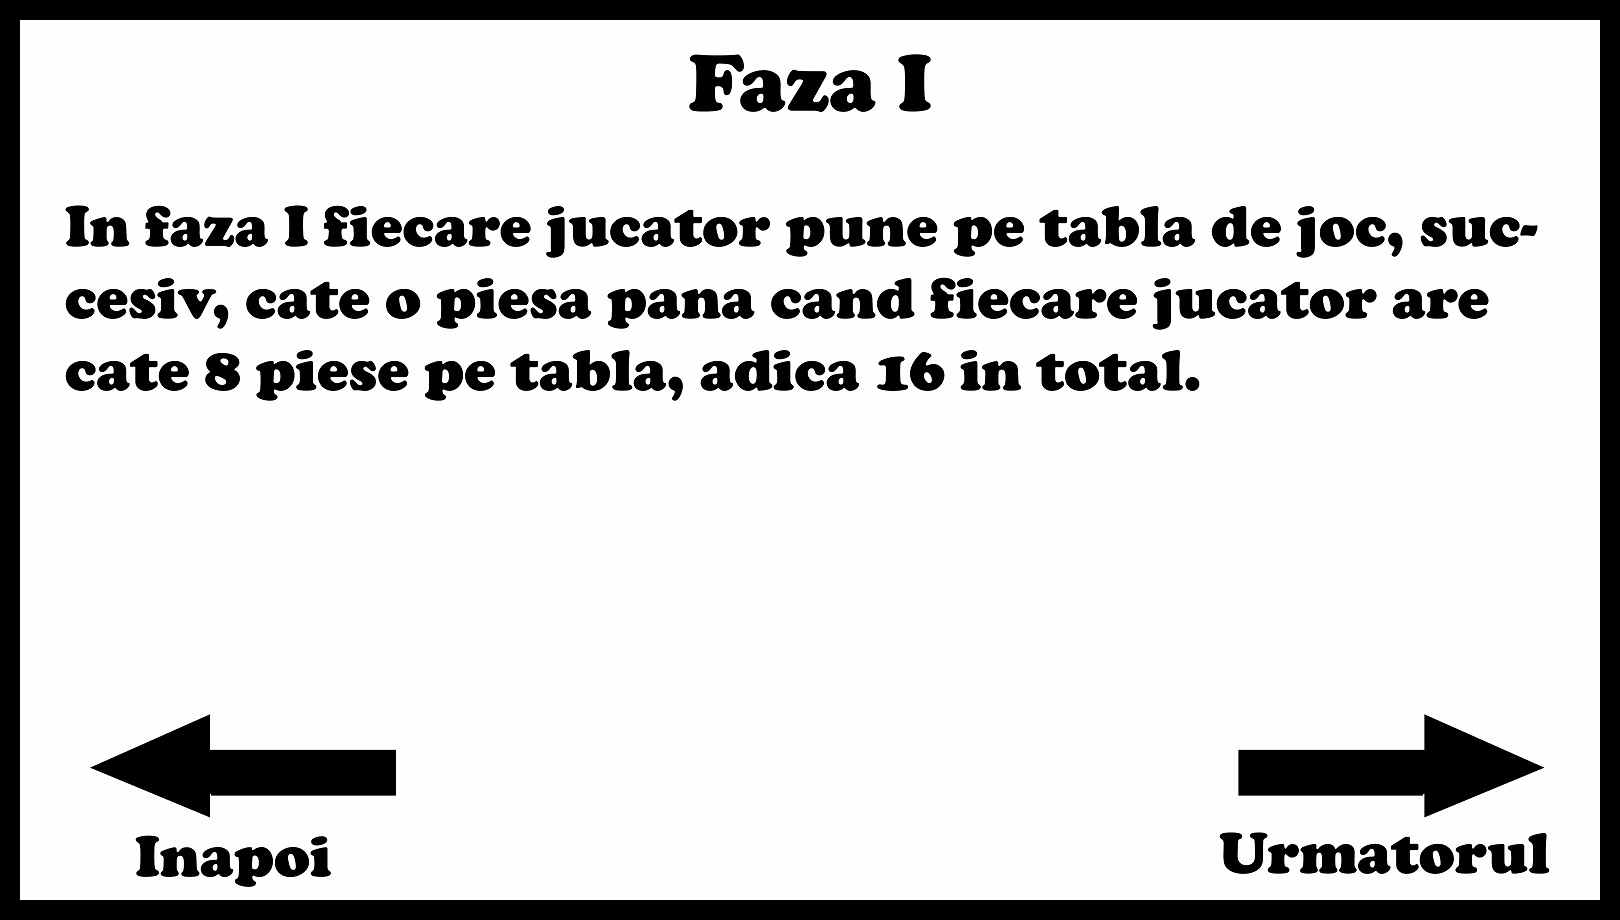 Faza I
In faza I fiecare jucator pune pe tabla de joc, suc-
cesiv, cate o piesa pana cand fiecare jucator are
cate 8 piese pe tabla, adica 16 in total.
Inapoi
Urmatorul